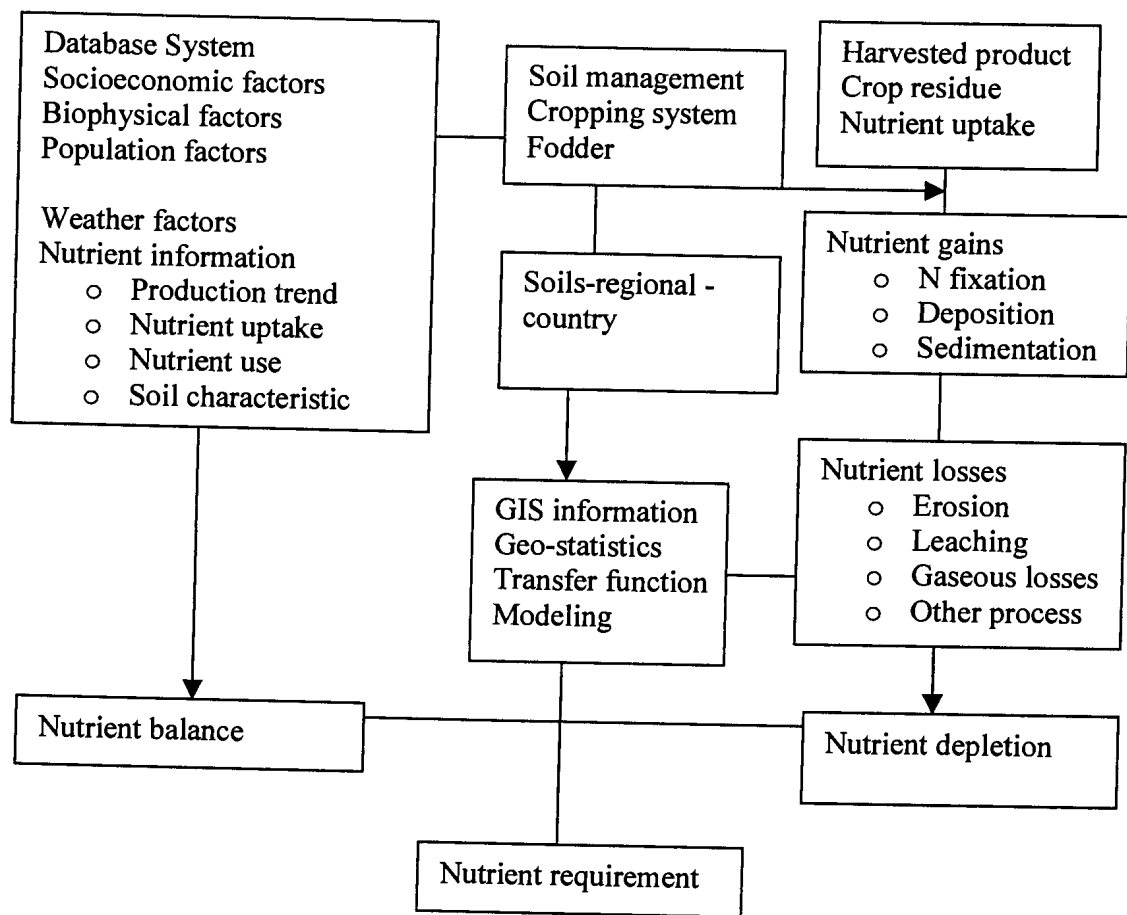 Database System
Socioeconomic factors
Biophysical factors
Population factors
Weather factors
Nutrient information
o Production trend
o Nutrient uptake
o Nutrient use
o Soil characteristic
Soil management
Cropping system
Fodder
Harvested product
Crop residue
Nutrient uptake
Soils-regional -
country
Nutrient gains
o N fixation
o Deposition
o Sedimentation
GIS information
Geo-statistics
Transfer function
Modeling
Nutrient losses
o Erosion
o Leaching
o Gaseous losses
o Other process
Nutrient balance
Nutrient depletion
Nutrient requirement